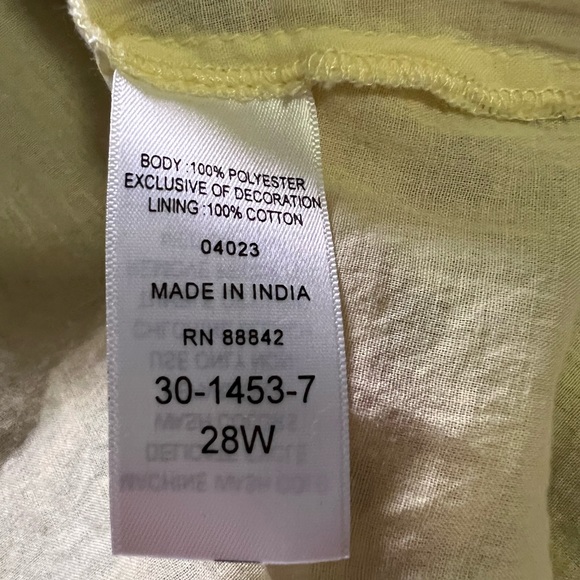 BODY :100% POLYESTER
EXCLUSIVE OF DECORATION
LINING :100% COTTON
04023
MADE IN INDIA
RN 88842
30-1453-7
28W